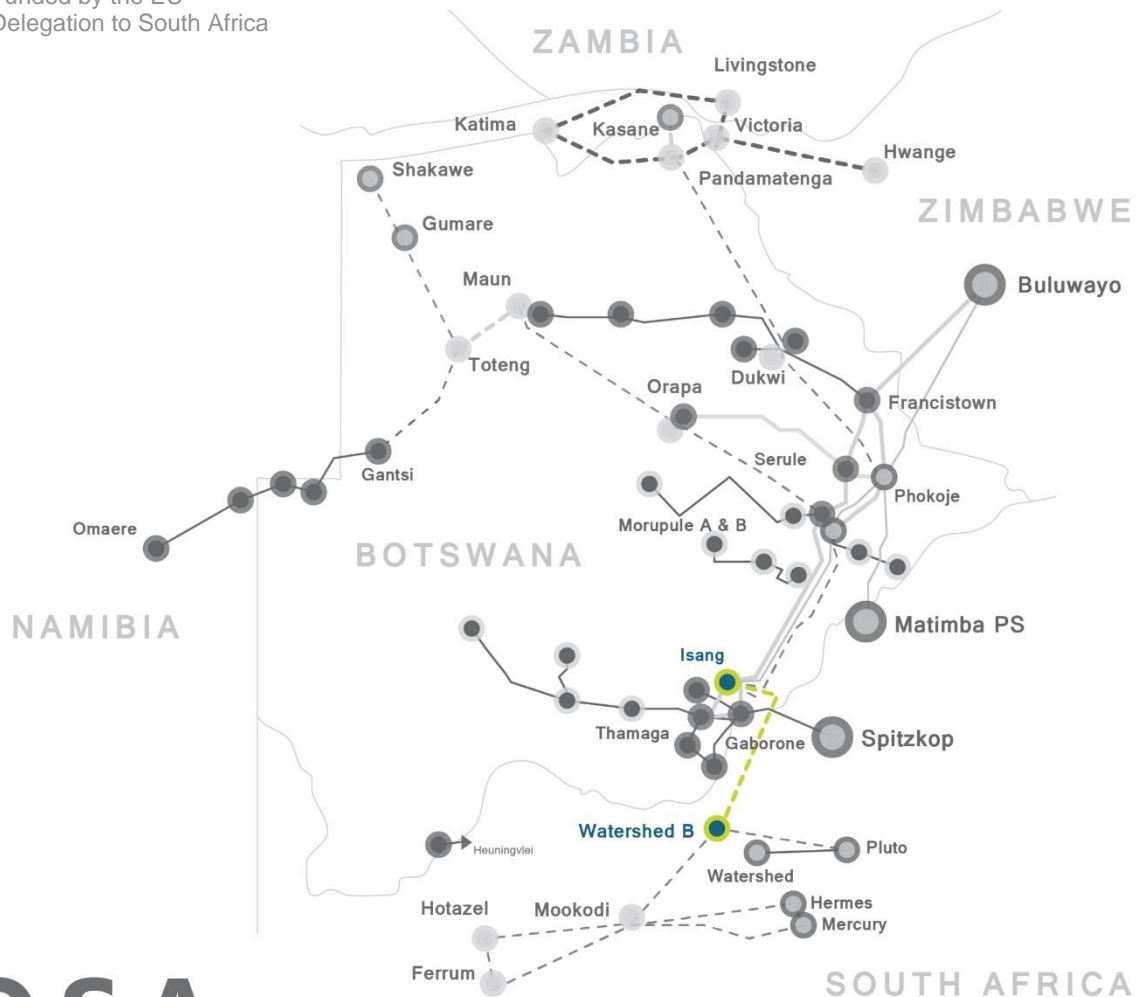 Delegation to South Africa
ZAMBIA
Livingstone
Katima
Kasane
Victoria
Hwange
Shakawe
Pandamatenga
ZIMBABWE
Gumare
Maun
Buluwayo
Toteng
Dukwi
Orapa
Francistown
Serule
Gantsi
Phokoje
Omaere
Morupule A & B
BOTSWANA
NAMIBIA
Matimba PS
Isang
Thamaga
Gaborone
Spitzkop
Watershed B
Heuningvlei
Pluto
Watershed
Hotazel
Mookodi
Hermes
Mercury
Ferrum
SOUTH AFRICA